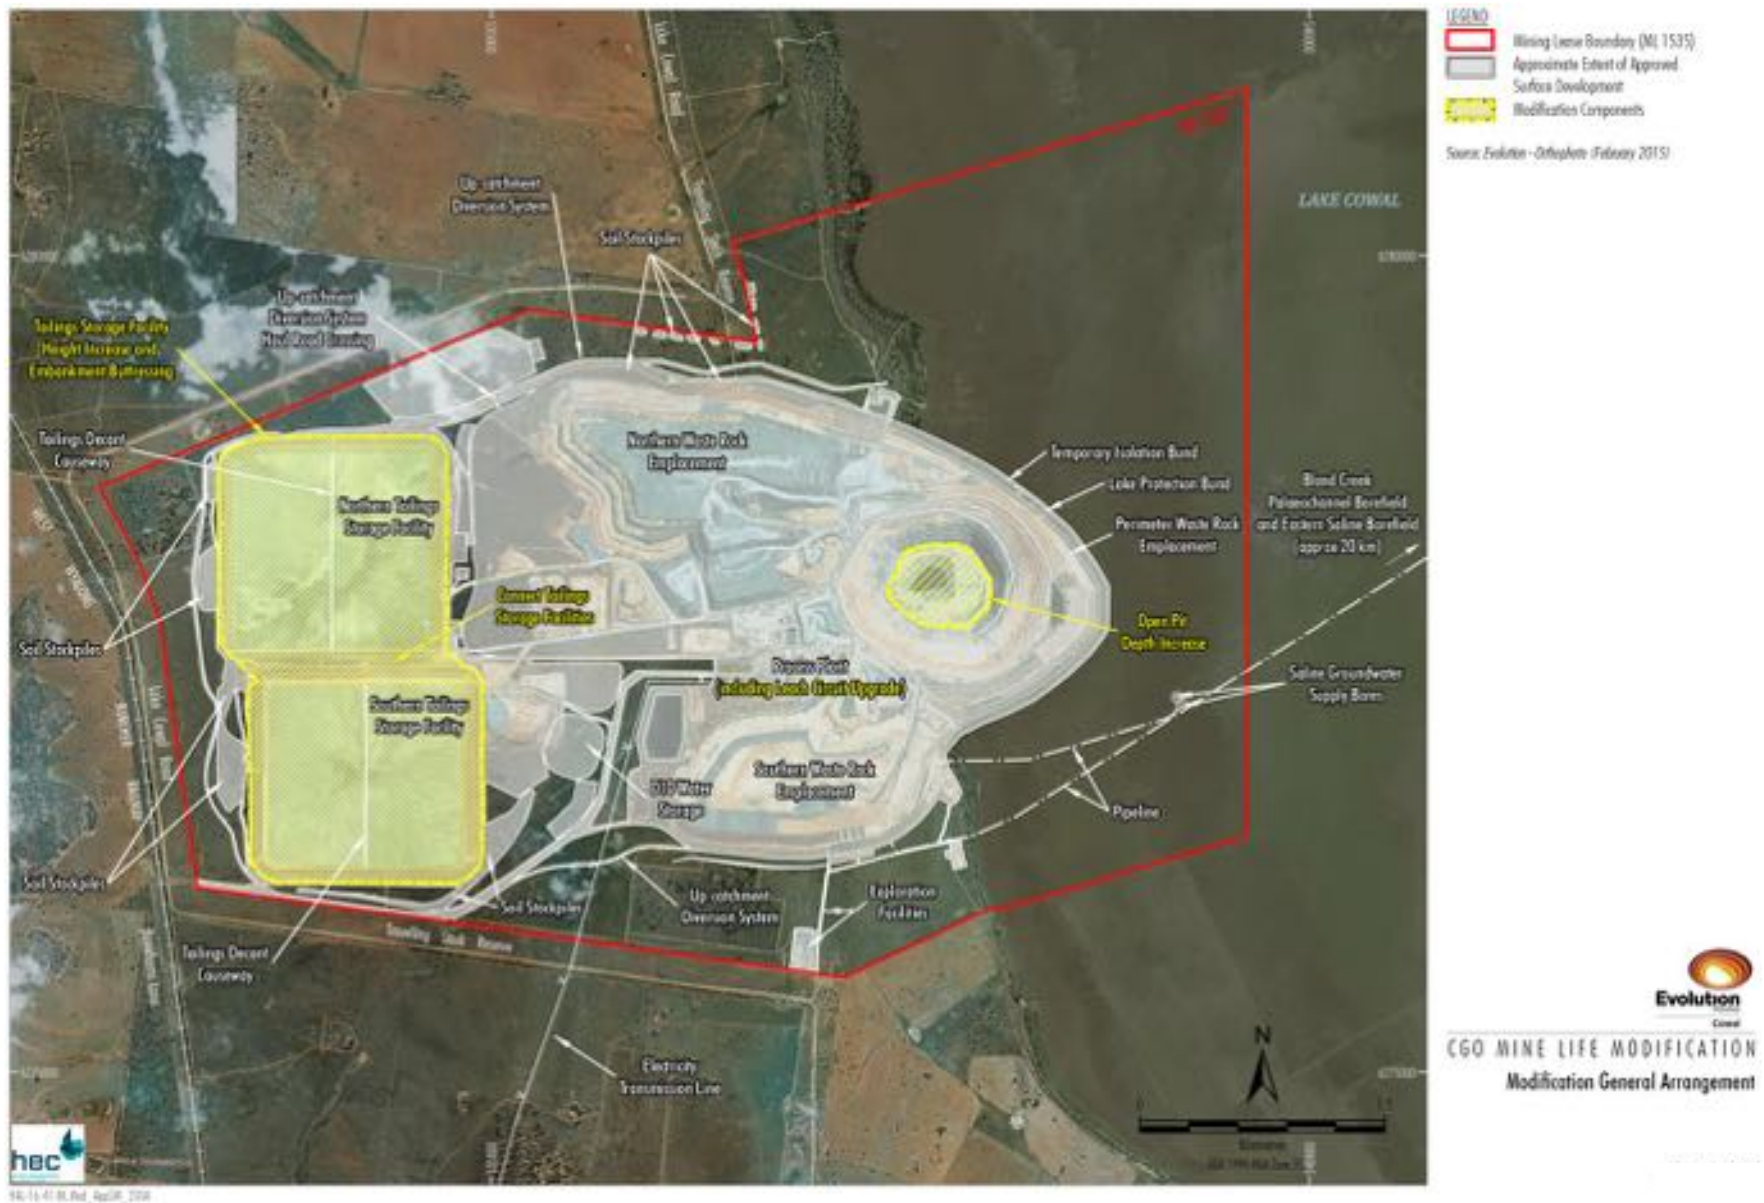 LEGEND
Mining Lease Boundary (ML 1535)
Approximate Extent of Approved
Surface Development
Modification Components
Source: Evolution - Orthophoto (February 2015)
LAKE COWAL
Up-catchment
Diversion System
Soil Stockpiles
Up-catchment
Diversion System
Haul Road Crossing
Tailings Storage Facility
Height Increase and
Embankment Buttressing
Tailings Decant
Causeway
Northern Waste Rock
Emplacement
Temporary Isolation Bund
Lake Protection Bund
Perimeter Waste Rock
Emplacement
Bland Creek
Palaeochannel Borefield
and Eastern Saline Borefield
(approx 20 km)
Northern Tailings
Storage Facility
Connect Tailings
Storage Facilities
Open Pit
Depth Increase
Soil Stockpiles
Process Plant
(including Leach Circuit Upgrade)
Saline Groundwater
Supply Bores
Southern Tailings
Storage Facility
Southern Waste Rock
Emplacement
Water
Storage
Pipeline
Soil Stockpiles
Soil Stockpiles
Up-catchment
Diversion System
Exploration
Facilities
Travelling Stock Reserve
Tailings Decant
Causeway
Electricity
Transmission Line
N
Evolution
Cowal
CGO MINE LIFE MODIFICATION
Modification General Arrangement
hec